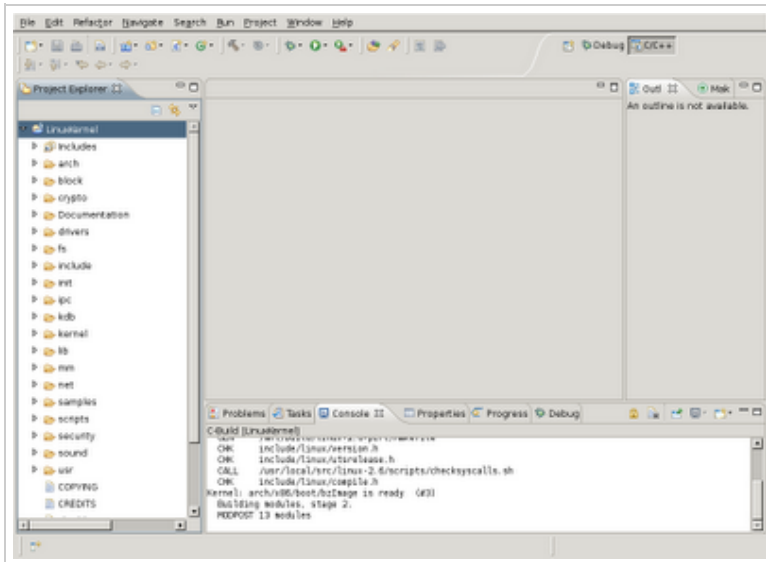 File Edit Refactor Navigate Search Run Project Window Help
Debug C/C++
Project Explorer
Outl Mak
An outline is not available.
LinuxKernel
Includes
arch
block
crypto
Documentation
drivers
fs
include
init
ipc
kdb
kernel
lib
mm
net
samples
scripts
security
sound
usr
COPYING
CREDITS
Problems Tasks Console Properties Progress Debug
C-Build [LinuxKernel]
CHK include/linux/version.h
CHK include/linux/utsrelease.h
CALL /usr/local/src/linux-2.6/scripts/checksyscalls.sh
CHK include/linux/compile.h
Kernel: arch/x86/boot/bzImage is ready (#3)
Building modules, stage 2.
MODPOST 13 modules